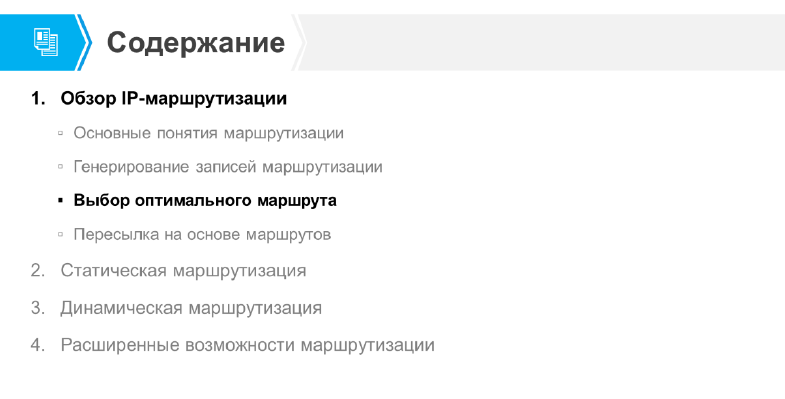 Содержание
1. Обзор IP-маршрутизации
▫ Основные понятия маршрутизации
▫ Генерирование записей маршрутизации
▪ Выбор оптимального маршрута
▫ Пересылка на основе маршрутов
2. Статическая маршрутизация
3. Динамическая маршрутизация
4. Расширенные возможности маршрутизации